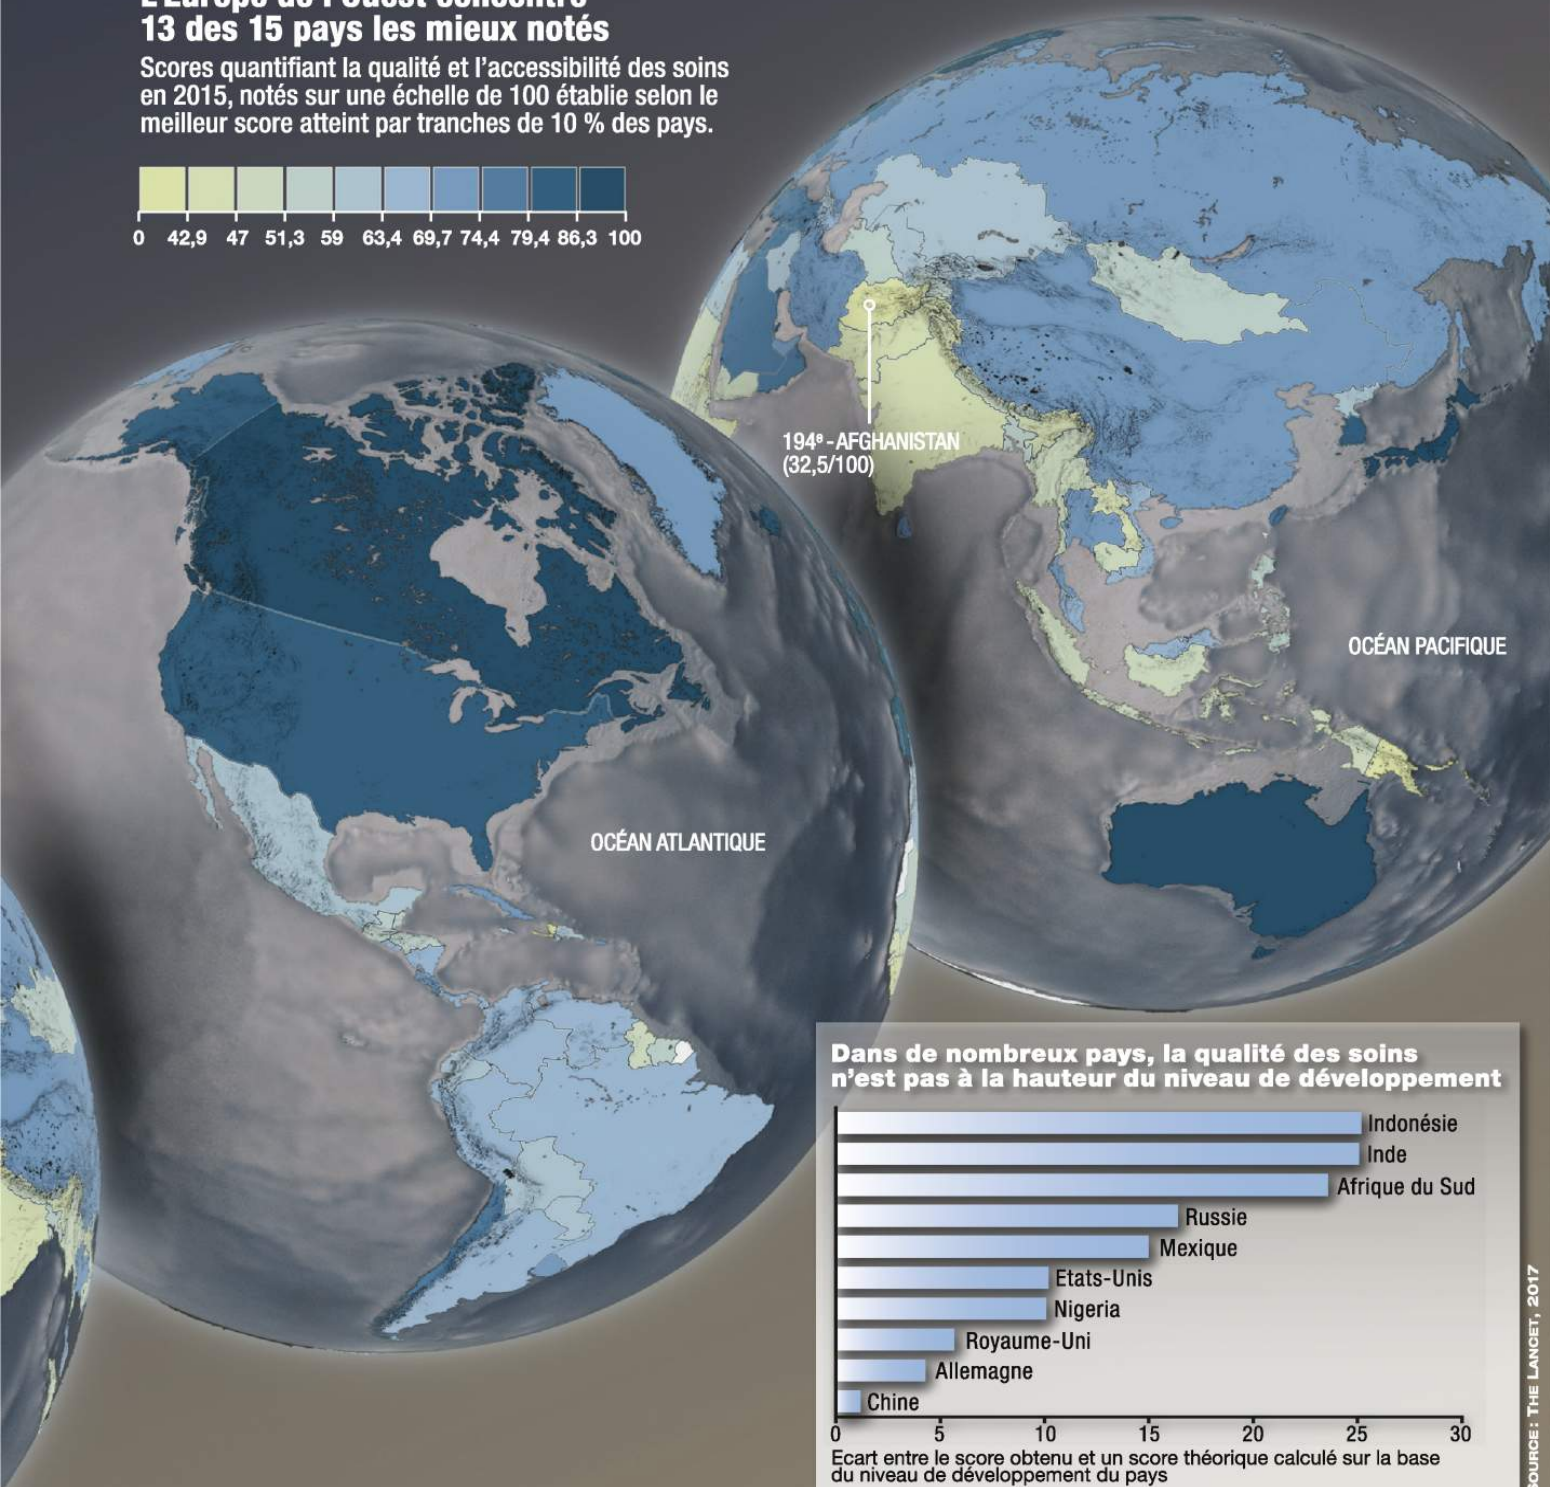 L'Europe de l'ouest concentre
13 des 15 pays les mieux notés
Scores quantifiant la qualité et l'accessibilité des soins
en 2015, notés sur une échelle de 100 établie selon le
meilleur score atteint par tranches de 10 % des pays.
0 42,9 47 51,3 59 63,4 69,7 74,4 79,4 86,3 100
194e - AFGHANISTAN
(32,5/100)
OCÉAN PACIFIQUE
OCÉAN ATLANTIQUE
Dans de nombreux pays, la qualité des soins
n'est pas à la hauteur du niveau de développement
Indonésie
Inde
Afrique du Sud
Russie
Mexique
Etats-Unis
Nigeria
Royaume-Uni
Allemagne
Chine
0 5 10 15 20 25 30
Ecart entre le score obtenu et un score théorique calculé sur la base
du niveau de développement du pays
SOURCE : THE LANCET, 2017